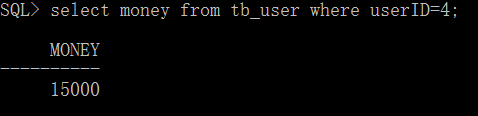 SQL> select money from tb_user where userID=4;
MONEY
----------
15000